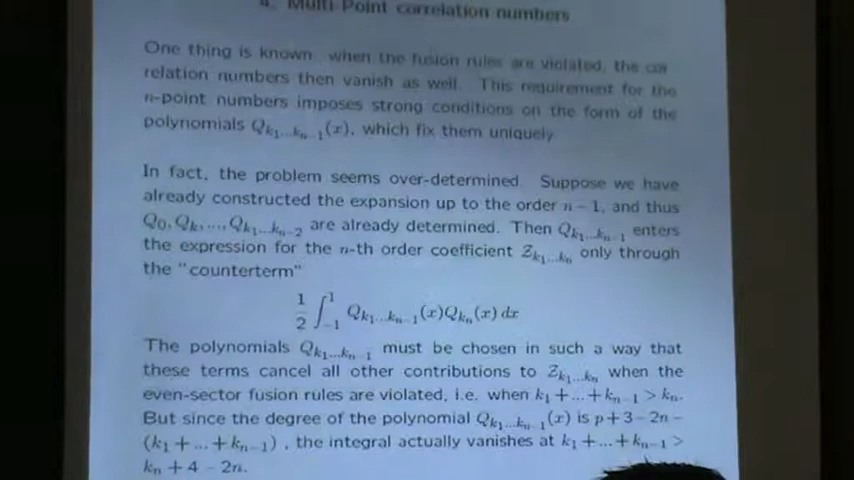 4. Multi-Point correlation numbers
One thing is known: when the fusion rules are violated, the cor
relation numbers then vanish as well. This requirement for the
n-point numbers imposes strong conditions on the form of the
polynomials Q_{k_1...k_{n-1}}(x), which fix them uniquely.
In fact, the problem seems over-determined. Suppose we have
already constructed the expansion up to the order n − 1, and thus
Q_0, Q_k, ..., Q_{k_1...k_{n-2}} are already determined. Then Q_{k_1...k_{n-1}} enters
the expression for the n-th order coefficient Z_{k_1...k_n} only through
the "counterterm"
1/2 ∫_{-1}^{1} Q_{k_1...k_{n-1}}(x)Q_{k_n}(x) dx
The polynomials Q_{k_1...k_{n-1}} must be chosen in such a way that
these terms cancel all other contributions to Z_{k_1...k_n} when the
even-sector fusion rules are violated, i.e. when k_1+...+k_{n-1} > k_n.
But since the degree of the polynomial Q_{k_1...k_{n-1}}(x) is p+3−2n−
(k_1+...+k_{n-1}), the integral actually vanishes at k_1+...+k_{n-1} >
k_n + 4 − 2n.